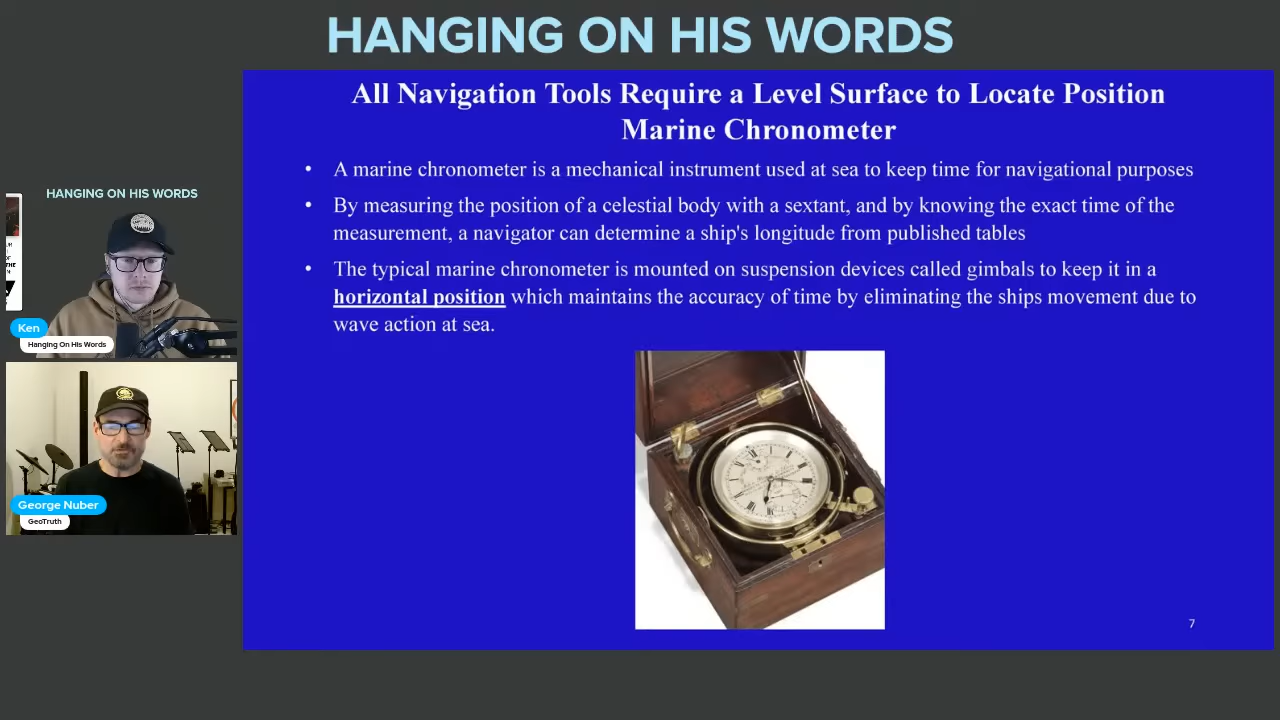 HANGING ON HIS WORDS
All Navigation Tools Require a Level Surface to Locate Position
Marine Chronometer
• A marine chronometer is a mechanical instrument used at sea to keep time for navigational purposes
• By measuring the position of a celestial body with a sextant, and by knowing the exact time of the
measurement, a navigator can determine a ship's longitude from published tables
• The typical marine chronometer is mounted on suspension devices called gimbals to keep it in a
horizontal position which maintains the accuracy of time by eliminating the ships movement due to
wave action at sea.
7
HANGING ON HIS WORDS
Ken
Hanging On His Words
George Nuber
GeoTruth